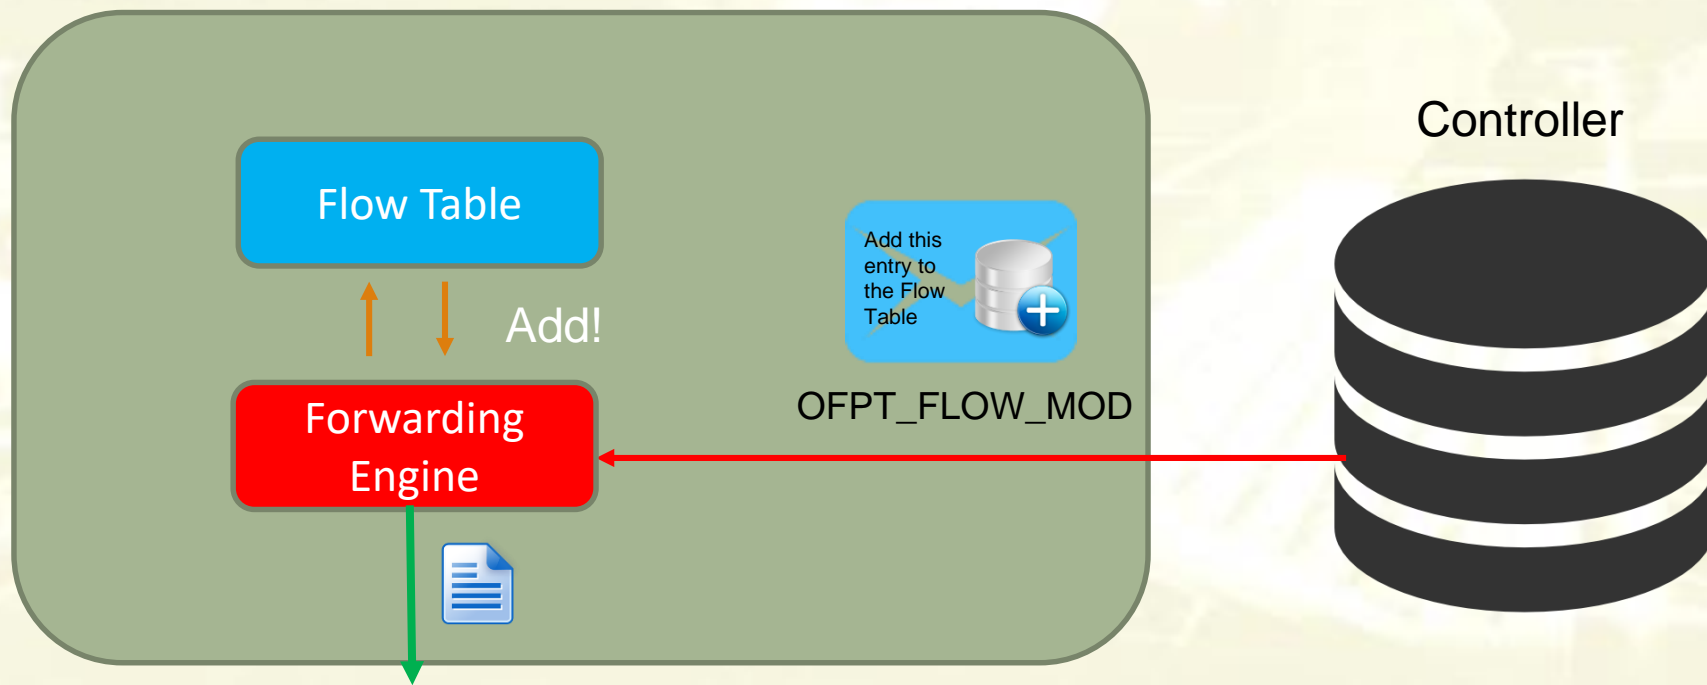 Controller
Flow Table
Add this
entry to
the Flow
Table
Add!
OFPT_FLOW_MOD
Forwarding
Engine